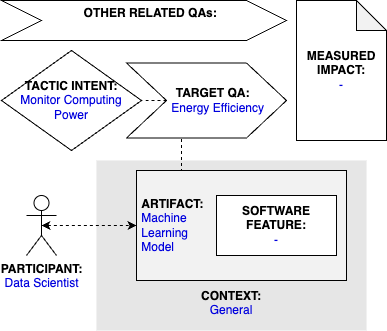 OTHER RELATED QAs:
MEASURED
IMPACT:
-
TACTIC INTENT:
Monitor Computing
Power
TARGET QA:
Energy Efficiency
ARTIFACT:
Machine
Learning
Model
SOFTWARE
FEATURE:
-
PARTICIPANT:
Data Scientist
CONTEXT:
General